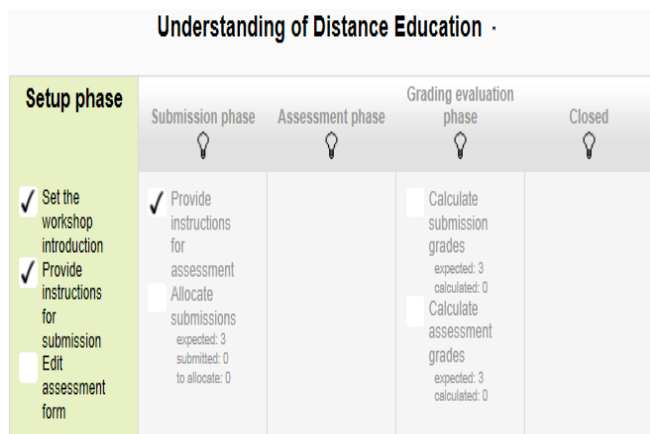 Understanding of Distance Education -
Setup phase
Submission phase
Assessment phase
Grading evaluation
phase
Closed
Set the
workshop
introduction
Provide
instructions
for
submission
Edit
assessment
form
Provide
instructions
for
assessment
Allocate
submissions
expected: 3
submitted: 0
to allocate: 0
Calculate
submission
grades
expected: 3
calculated: 0
Calculate
assessment
grades
expected: 3
calculated: 0